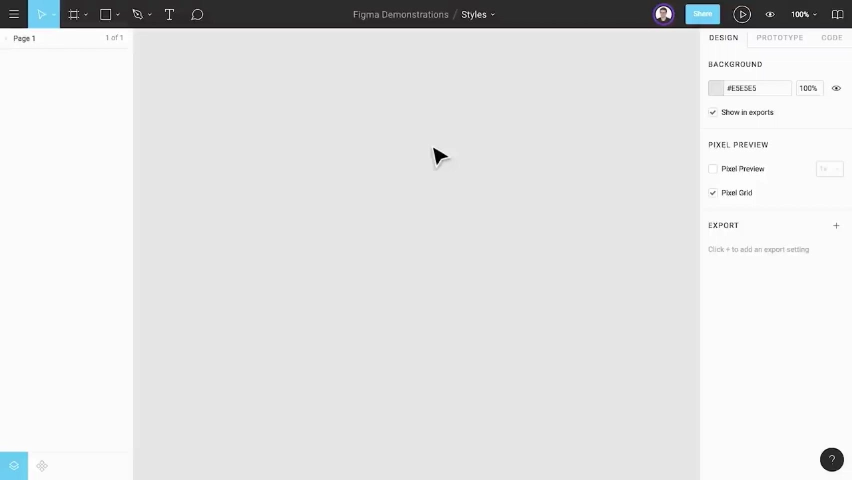 Figma Demonstrations / Styles
Share
100%
Page 1
1 of 1
DESIGN
PROTOTYPE
CODE
BACKGROUND
#E5E5E5
100%
Show in exports
PIXEL PREVIEW
Pixel Preview
1x
Pixel Grid
EXPORT
Click + to add an export setting
?